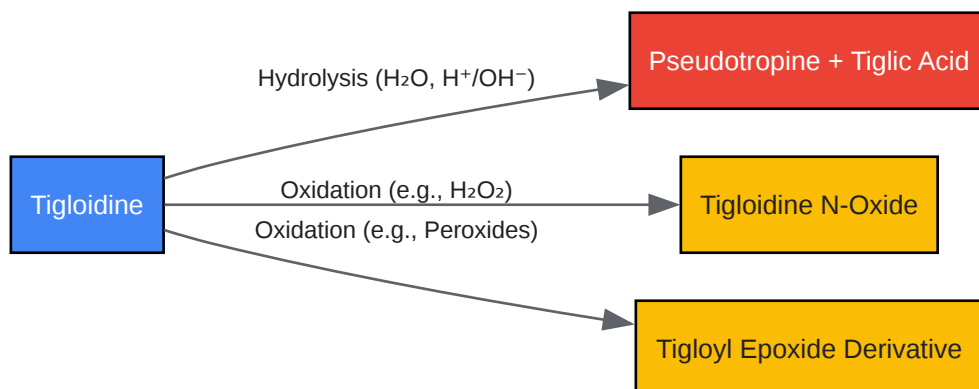 Pseudotropine + Tiglic Acid
Hydrolysis (H₂O, H⁺/OH⁻)
Tigloidine
Oxidation (e.g., H₂O₂)
Tigloidine N-Oxide
Oxidation (e.g., Peroxides)
Tigloyl Epoxide Derivative